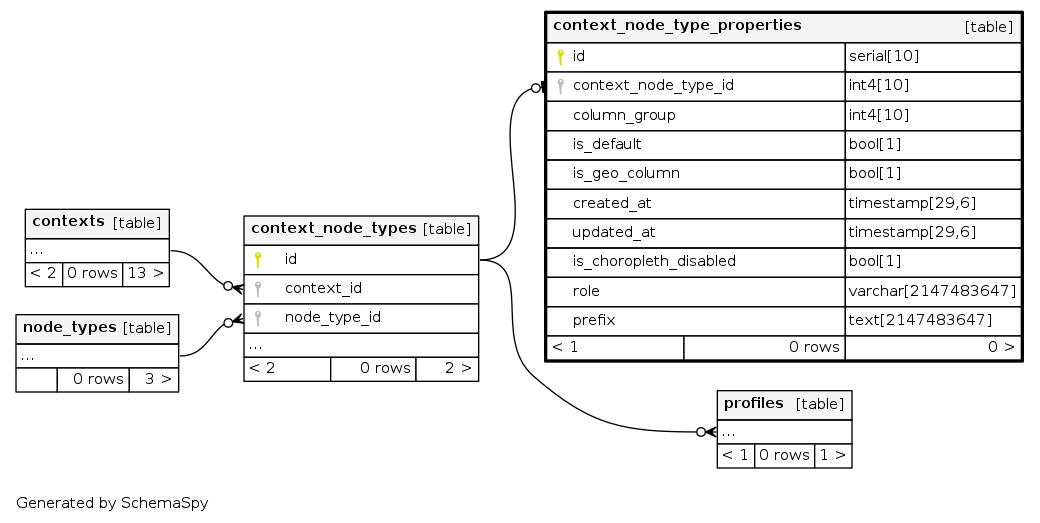 context_node_type_properties [table]
id serial[10]
context_node_type_id int4[10]
column_group int4[10]
is_default bool[1]
is_geo_column bool[1]
created_at timestamp[29,6]
updated_at timestamp[29,6]
is_choropleth_disabled bool[1]
role varchar[2147483647]
prefix text[2147483647]
< 1 0 rows 0 >
contexts [table]
...
< 2 0 rows 13 >
node_types [table]
...
0 rows 3 >
context_node_types [table]
id
context_id
node_type_id
...
< 2 0 rows 2 >
profiles [table]
...
< 1 0 rows 1 >
Generated by SchemaSpy